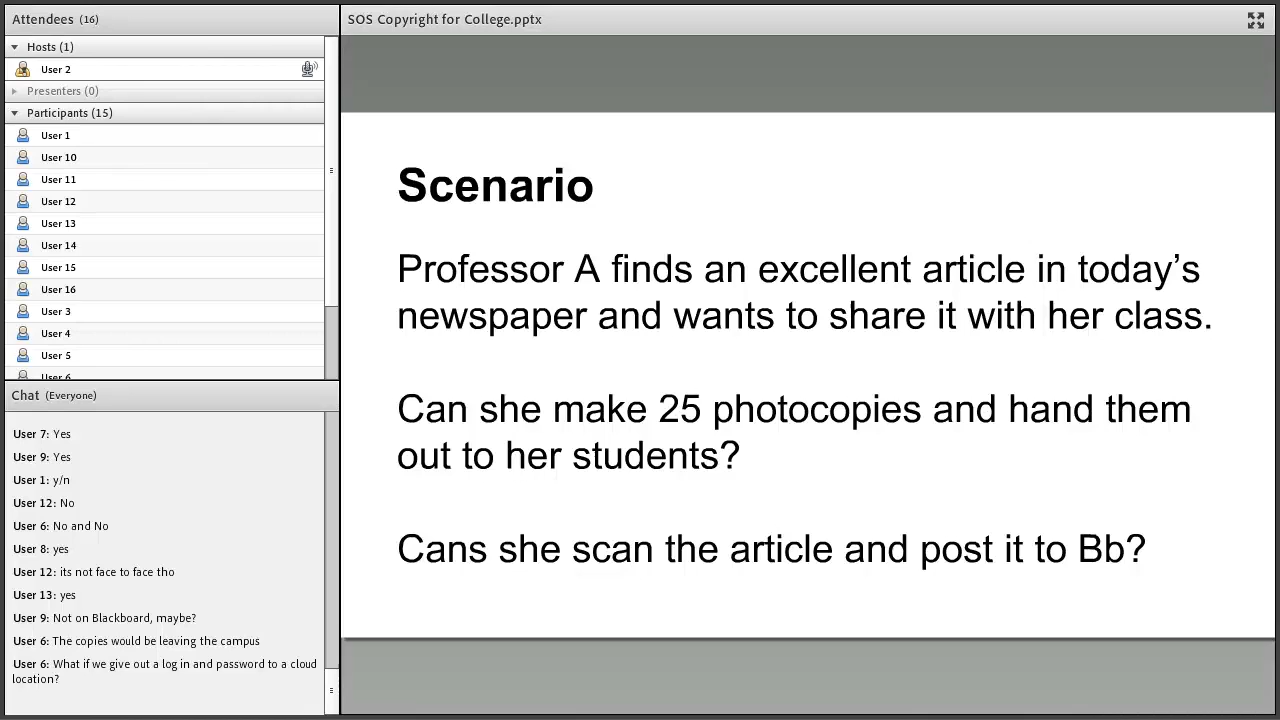 Attendees (16)
Hosts (1)
User 2
Presenters (0)
Participants (15)
User 1
User 10
User 11
User 12
User 13
User 14
User 15
User 16
User 3
User 4
User 5
User 6
Chat (Everyone)
User 7: Yes
User 9: Yes
User 1: y/n
User 12: No
User 6: No and No
User 8: yes
User 12: its not face to face tho
User 13: yes
User 9: Not on Blackboard, maybe?
User 6: The copies would be leaving the campus
User 6: What if we give out a log in and password to a cloud
location?
SOS Copyright for College.pptx
Scenario
Professor A finds an excellent article in today’s
newspaper and wants to share it with her class.
Can she make 25 photocopies and hand them
out to her students?
Cans she scan the article and post it to Bb?